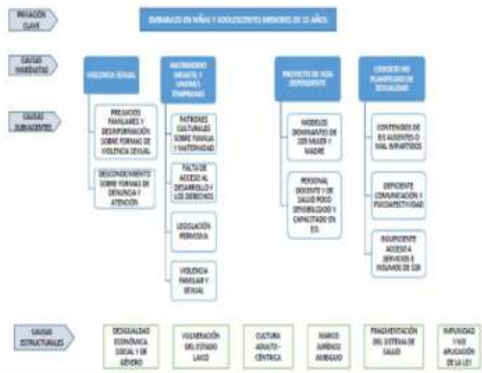 PRIVACIÓN
CLAVE
EMBARAZO EN NIÑAS Y ADOLESCENTES MENORES DE 15 AÑOS
CAUSAS
INMEDIATAS
VIOLENCIA SEXUAL
MATRIMONIO
INFANTIL Y
UNIONES
TEMPRANAS
PROYECTO DE VIDA
DEPENDIENTE
EJERCICIO NO
PLANIFICADO DE
SEXUALIDAD
CAUSAS
SUBYACENTES
PREJUICIOS
FAMILIARES Y
DESINFORMACIÓN
SOBRE FORMAS DE
VIOLENCIA SEXUAL
DESCONOCIMIENTO
SOBRE FORMAS DE
DENUNCIA Y
ATENCIÓN
PATRONES
CULTURALES
SOBRE FAMILIA
Y MATERNIDAD
FALTA DE
ACCESO AL
DESARROLLO Y
LOS DERECHOS
LEGISLACIÓN
PERMISIVA
VIOLENCIA
FAMILIAR Y
SEXUAL
MODELOS
DOMINANTES DE
SER MUJER Y
MADRE
PERSONAL
DOCENTE Y DE
SALUD POCO
SENSIBILIZADO Y
CAPACITADO EN
EIS
CONTENIDOS DE
EIS AUSENTES O
MAL IMPARTIDOS
DEFICIENTE
COMUNICACIÓN Y
PSICOAFECTIVIDAD
INSUFICIENTE
ACCESO A
SERVICIOS E
INSUMOS DE SSR
CAUSAS
ESTRUCTURALES
DESIGUALDAD
ECONÓMICA,
SOCIAL Y DE
GÉNERO
VULNERACIÓN
DEL ESTADO
LAICO
CULTURA
ADULTO-
CÉNTRICA
MARCO
JURÍDICO
AMBIGUO
FRAGMENTACIÓN
DEL SISTEMA DE
SALUD
IMPUNIDAD
Y NO
APLICACIÓN
DE LA LEY